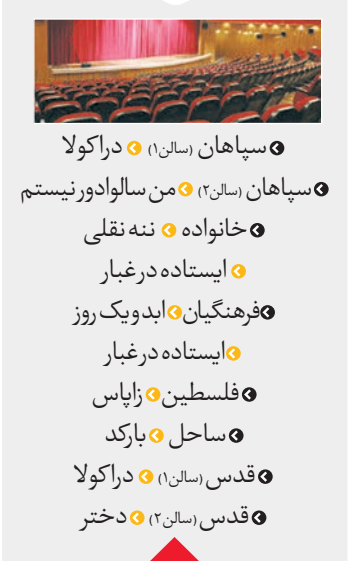 سپاهان (سالن۱) دراکولا
سپاهان (سالن۲) من سالوادور نیستم
خانواده ننه نقلی
ایستاده در غبار
فرهنگیان ابد و یک روز
ایستاده در غبار
فلسطین زاپاس
ساحل بارکد
قدس (سالن۱) دراکولا
قدس (سالن۲) دختر